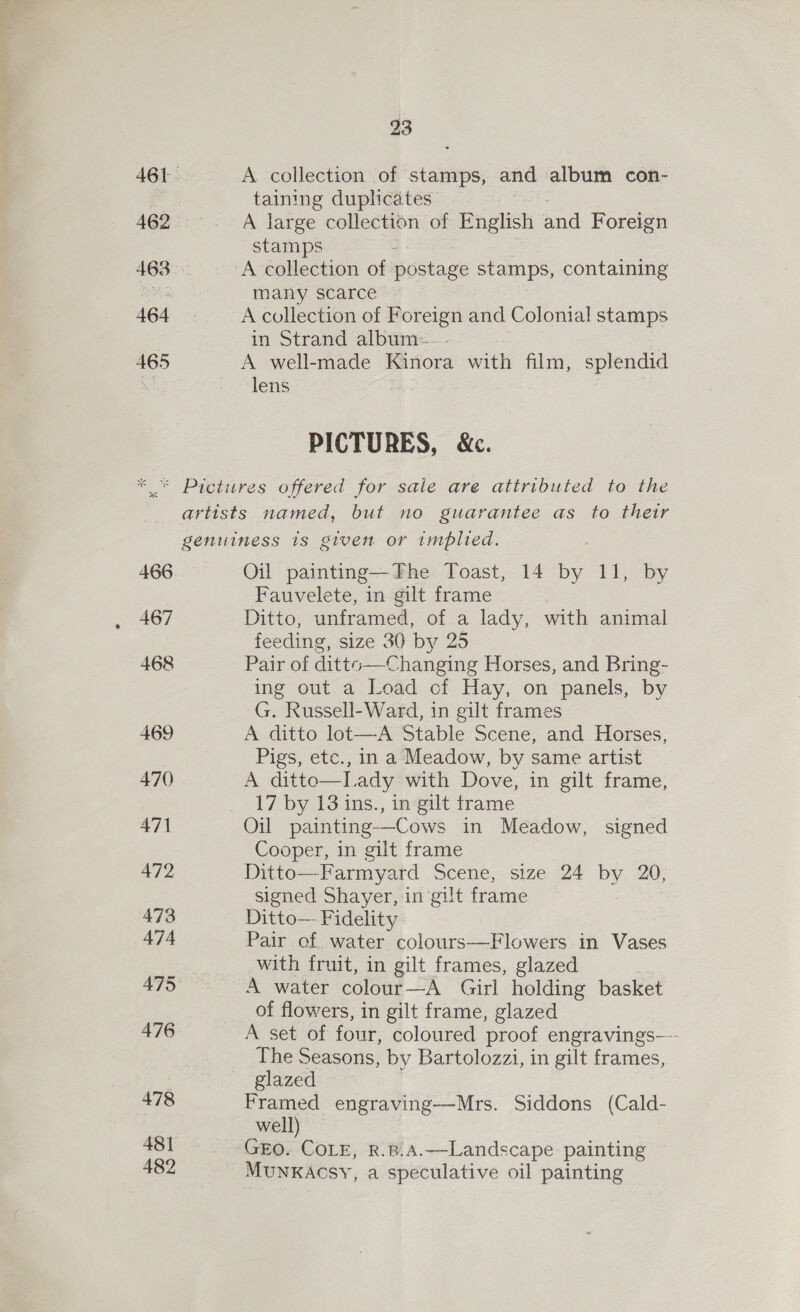 23
461 A collection of stamps, and album con-
taining duplicates
462 A large collection of English and Foreign
stamps
463 A collection of postage stamps, containing
many scarce
464 A collection of Foreign and Colonial stamps
in Strand album
465 A well-made Kinora with film, splendid
lens
PICTURES, &c.
*** Pictures offered for sale are attributed to the
artists named, but no guarantee as to their
genuiness is given or implied.
466 Oil painting—The Toast, 14 by 11, by
Fauvelete, in gilt frame
467 Ditto, unframed, of a lady, with animal
feeding, size 30 by 25
468 Pair of ditto—Changing Horses, and Bring-
ing out a Load of Hay, on panels, by
G. Russell-Ward, in gilt frames
469 A ditto lot—A Stable Scene, and Horses,
Pigs, etc., in a Meadow, by same artist
470 A ditto—Lady with Dove, in gilt frame,
17 by 13 ins., in gilt frame
471 Oil painting—Cows in Meadow, signed
Cooper, in gilt frame
472 Ditto—Farmyard Scene, size 24 by 20,
signed Shayer, in gilt frame
473 Ditto—Fidelity
474 Pair of water colours—Flowers in Vases
with fruit, in gilt frames, glazed
475 A water colour—A Girl holding basket
of flowers, in gilt frame, glazed
476 A set of four, coloured proof engravings—
The Seasons, by Bartolozzi, in gilt frames,
glazed
478 Framed engraving—Mrs. Siddons (Cald-
well)
481 GEO. COLE, R.B.A.—Landscape painting
482 MUNKACSY, a speculative oil painting